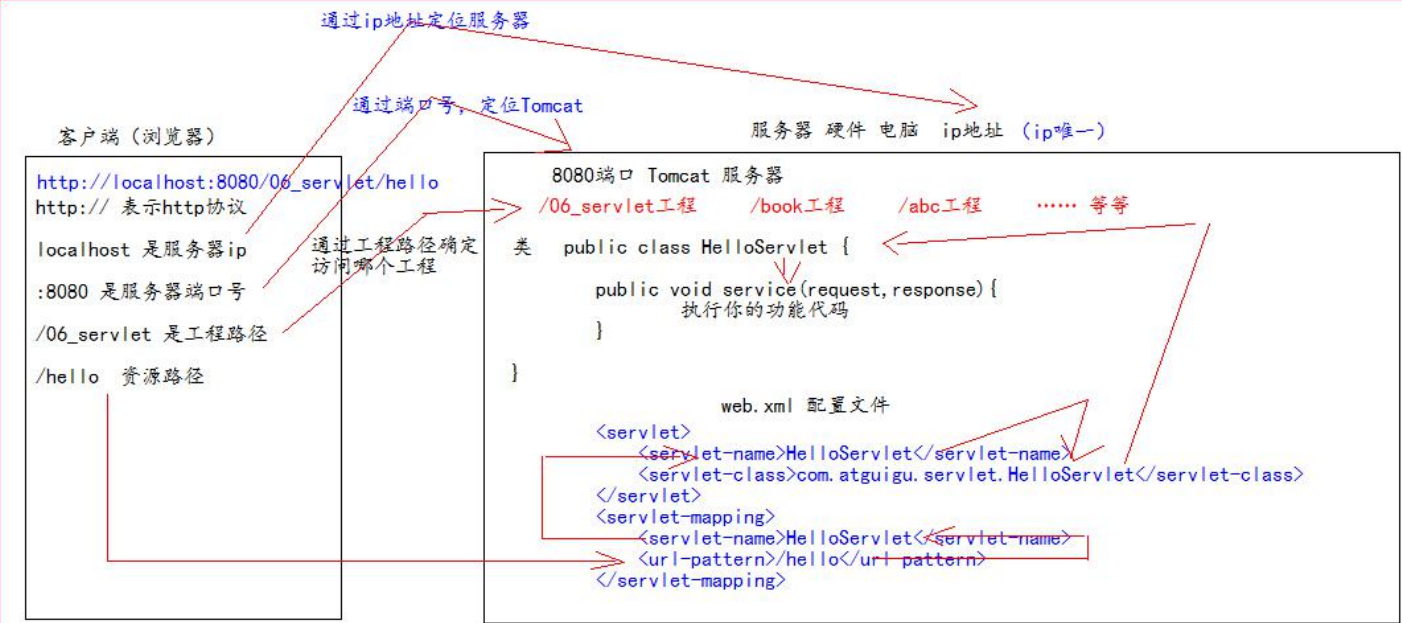 通过ip地址定位服务器
通过端口号，定位Tomcat
客户端（浏览器）
服务器 硬件 电脑 ip地址 （ip唯一）
http://localhost:8080/06_servlet/hello
http:// 表示http协议
localhost 是服务器ip
:8080 是服务器端口号
/06_servlet 是工程路径
/hello 资源路径
通过工程路径确定
访问哪个工程
8080端口 Tomcat 服务器
/06_servlet工程 /book工程 /abc工程 …… 等等
类 public class HelloServlet {
public void service(request,response){
执行你的功能代码
}
}
web.xml 配置文件
<servlet>
<servlet-name>HelloServlet</servlet-name>
<servlet-class>com.atguigu.servlet.HelloServlet</servlet-class>
</servlet>
<servlet-mapping>
<servlet-name>HelloServlet</servlet-name>
<url-pattern>/hello</url-pattern>
</servlet-mapping>